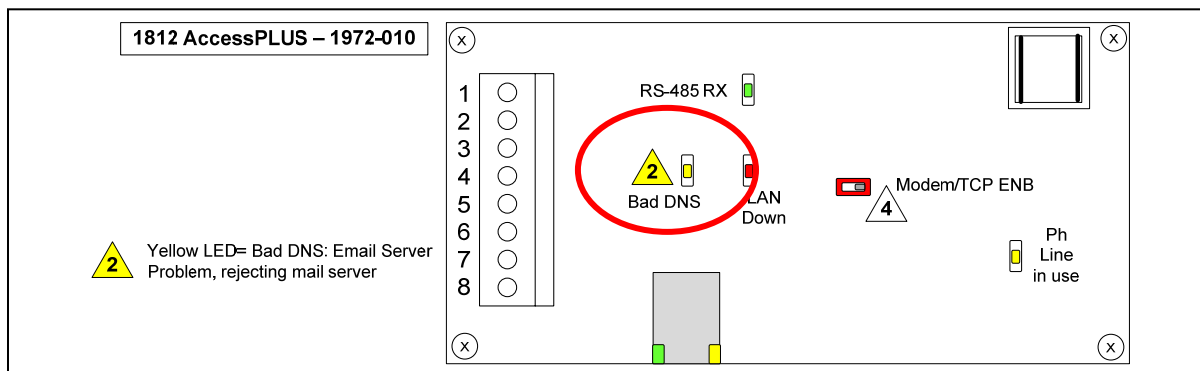 1812 AccessPLUS – 1972-010
X
X
1
2
3
4
5
6
7
8
RS-485 RX
2
Bad DNS
LAN
Down
Modem/TCP ENB
4
Ph
Line
in use
2
Yellow LED= Bad DNS: Email Server
Problem, rejecting mail server
X
X